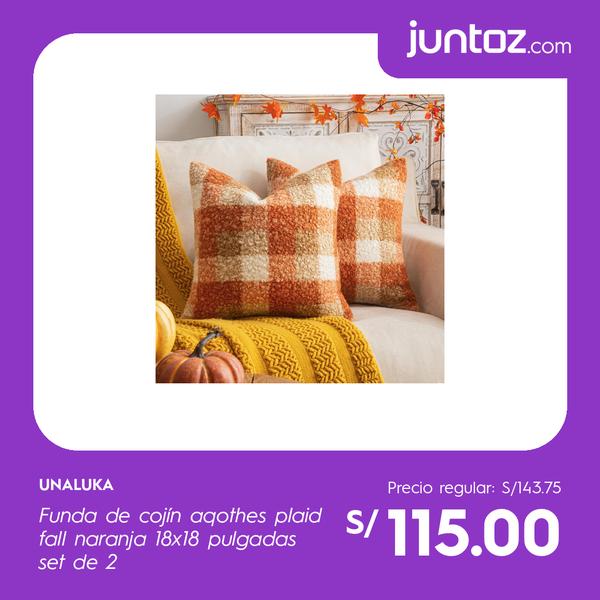 juntoz.com
UNALUKA
Funda de cojín aqothes plaid
fall naranja 18x18 pulgadas
set de 2
Precio regular: S/143.75
S/ 115.00